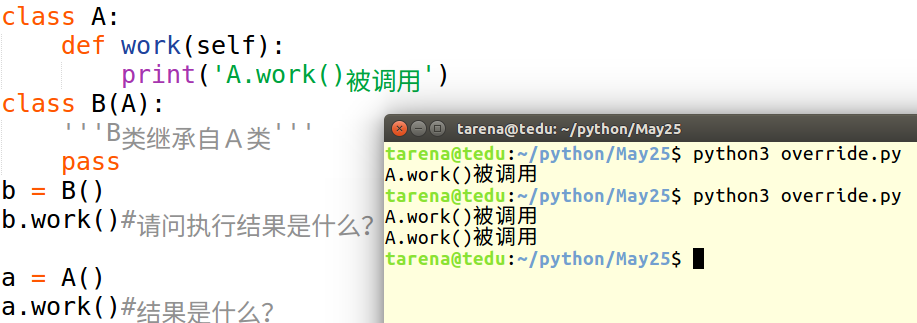 class A:
    def work(self):
        print('A.work()被调用')
class B(A):
    '''B类继承自A类'''
    pass
b = B()
b.work()#请问执行结果是什么?
a = A()
a.work()#结果是什么?
tarena@tedu: ~/python/May25
tarena@tedu:~/python/May25$ python3 override.py
A.work()被调用
tarena@tedu:~/python/May25$ python3 override.py
A.work()被调用
A.work()被调用
tarena@tedu:~/python/May25$